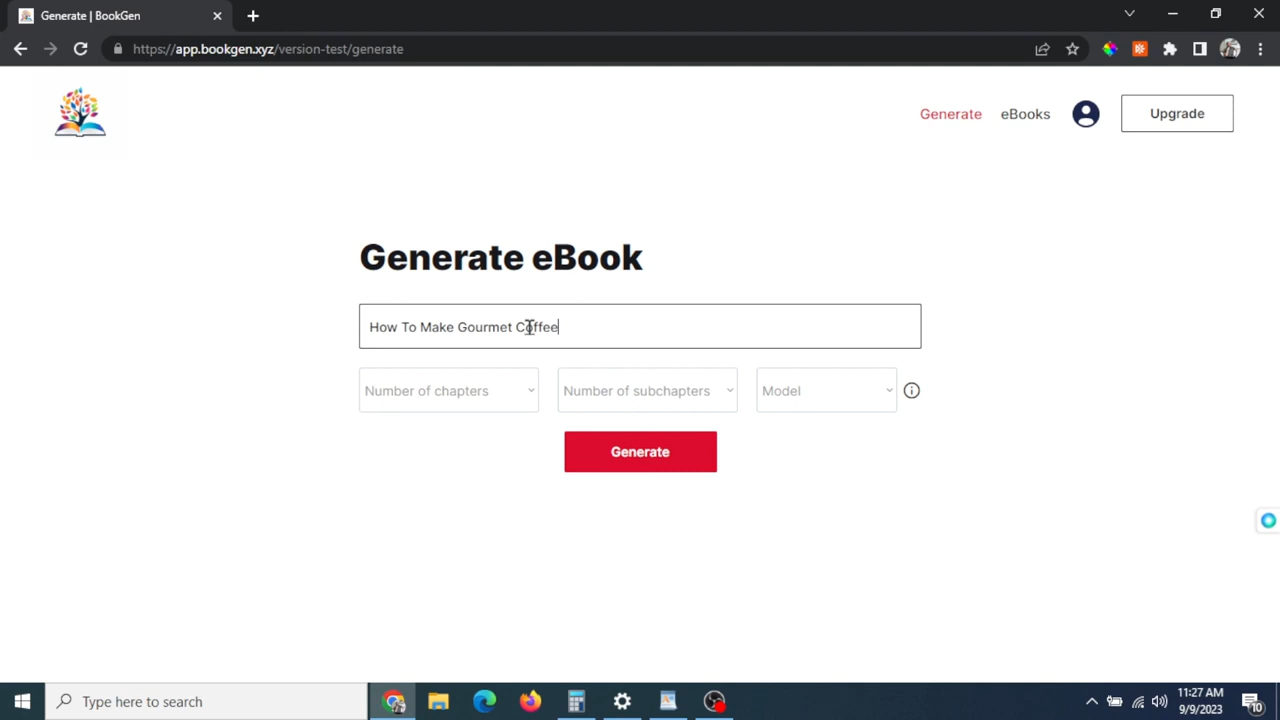 Generate | BookGen
https://app.bookgen.xyz/version-test/generate
Generate eBooks Upgrade
Generate eBook
How To Make Gourmet Coffee
Number of chapters Number of subchapters Model
Generate
Type here to search
11:27 AM
9/9/2023
10